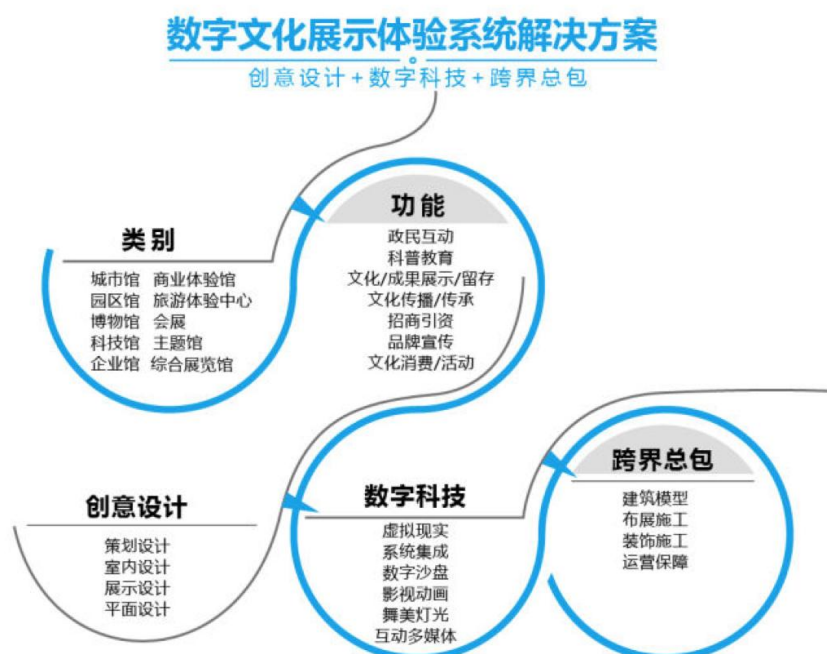 数字文化展示体验系统解决方案
创意设计+数字科技+跨界总包
类别
城市馆 商业体验馆
园区馆 旅游体验中心
博物馆 会展
科技馆 主题馆
企业馆 综合展览馆
功能
政民互动
科普教育
文化/成果展示/留存
文化传播/传承
招商引资
品牌宣传
文化消费/活动
创意设计
策划设计
室内设计
展示设计
平面设计
数字科技
虚拟现实
系统集成
数字沙盘
影视动画
舞美灯光
互动多媒体
跨界总包
建筑模型
布展施工
装饰施工
运营保障